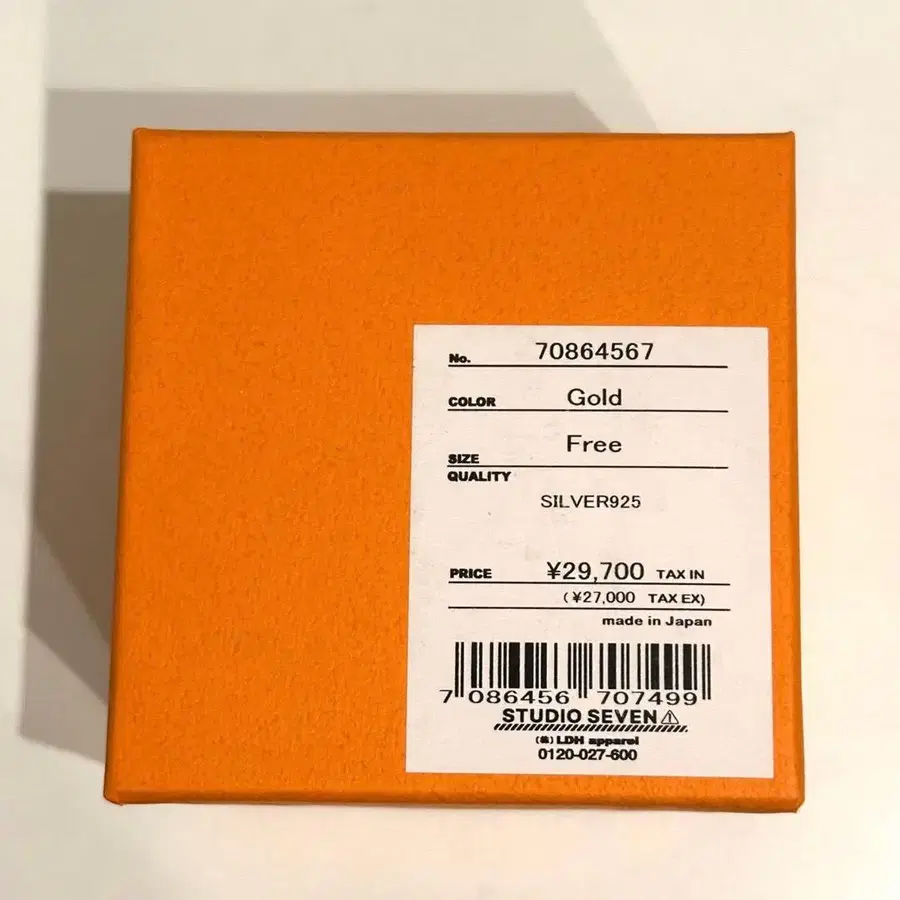 No. 70864567
COLOR Gold
SIZE Free
QUALITY
SILVER925
PRICE ¥29,700 TAX IN
(¥27,000 TAX EX)
made in Japan
7 086456 707499
STUDIO SEVEN
LDH apparel
0120-027-600